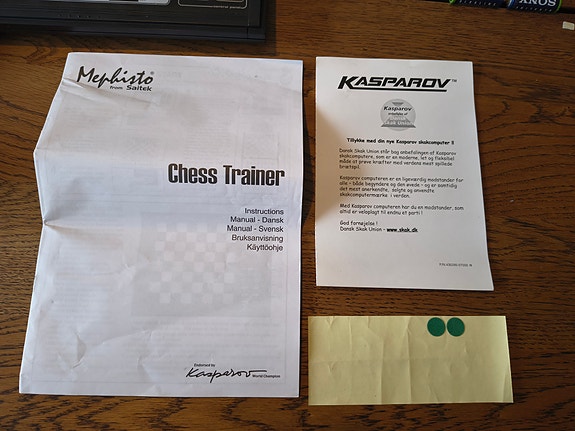 Mephisto®
from Saitek
Chess Trainer
Instructions
Manual - Dansk
Manual - Svensk
Bruksanvisning
Käyttöohje
Endorsed by
Kasparov
World Champion
KASPAROV™
Kasparov
Tillykke med din nye Kasparov skakcomputer !!
Dansk Skak Union står bag anbefalingen af Kasparov
skakcomputere, som er en moderne, let og fleksibel
måde at prøve kræfter med verdens mest spillede
brætspil.
Kasparov computeren er en ligeværdig modstander for
alle - både begyndere og den øvede - og er samtidig
det mest anerkendte, solgte og anvendte
skakcomputermærke i verden.
Med Kasparov computeren har du en modstander, som
altid er veloplagt til endnu et parti !
God fornøjelse !
Dansk Skak Union - www.skak.dk
SONY